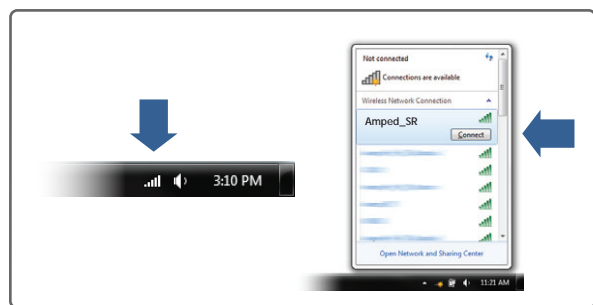 3:10 PM
Not connected
Connections are available
Wireless Network Connection
Amped_SR
Connect
Open Network and Sharing Center
11:21 AM